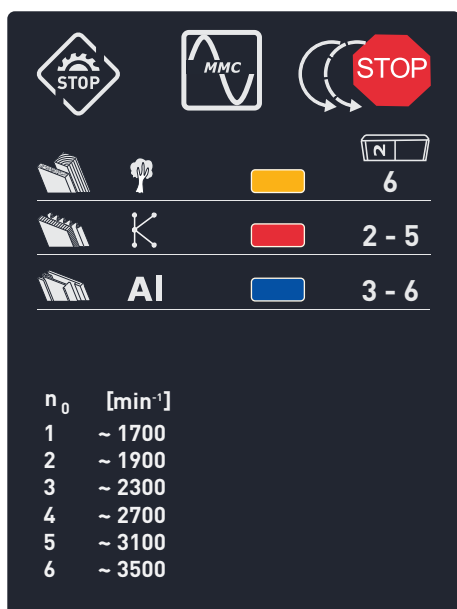 STOP MMC STOP
2
6
2 - 5
Al 3 - 6
n0 [min-1]
1 ~ 1700
2 ~ 1900
3 ~ 2300
4 ~ 2700
5 ~ 3100
6 ~ 3500